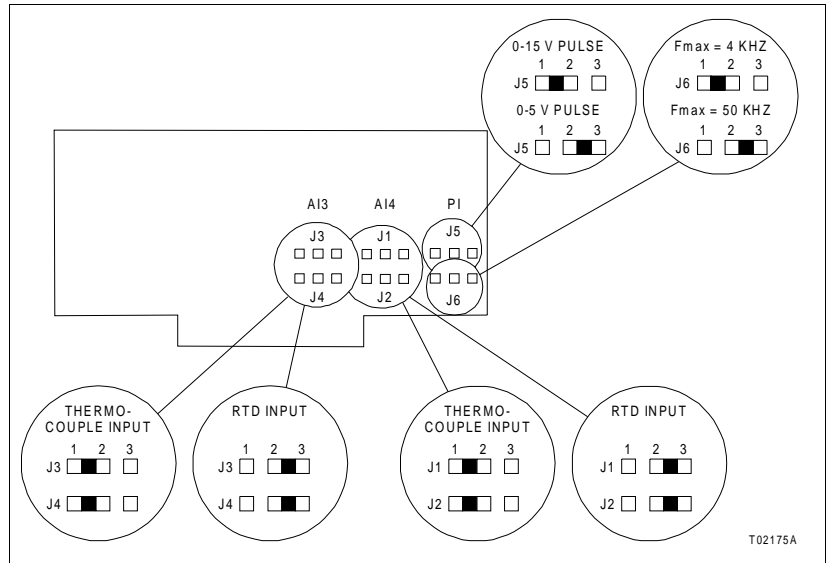 0-15 V PULSE
1 2 3
J5
0-5 V PULSE
1 2 3
J5
Fmax = 4 KHZ
1 2 3
J6
Fmax = 50 KHZ
1 2 3
J6
AI3 AI4 PI
J3 J1 J5
J4 J2 J6
THERMO-
COUPLE INPUT
1 2 3
J3
J4
RTD INPUT
1 2 3
J3
J4
THERMO-
COUPLE INPUT
1 2 3
J1
J2
RTD INPUT
1 2 3
J1
J2
T02175A